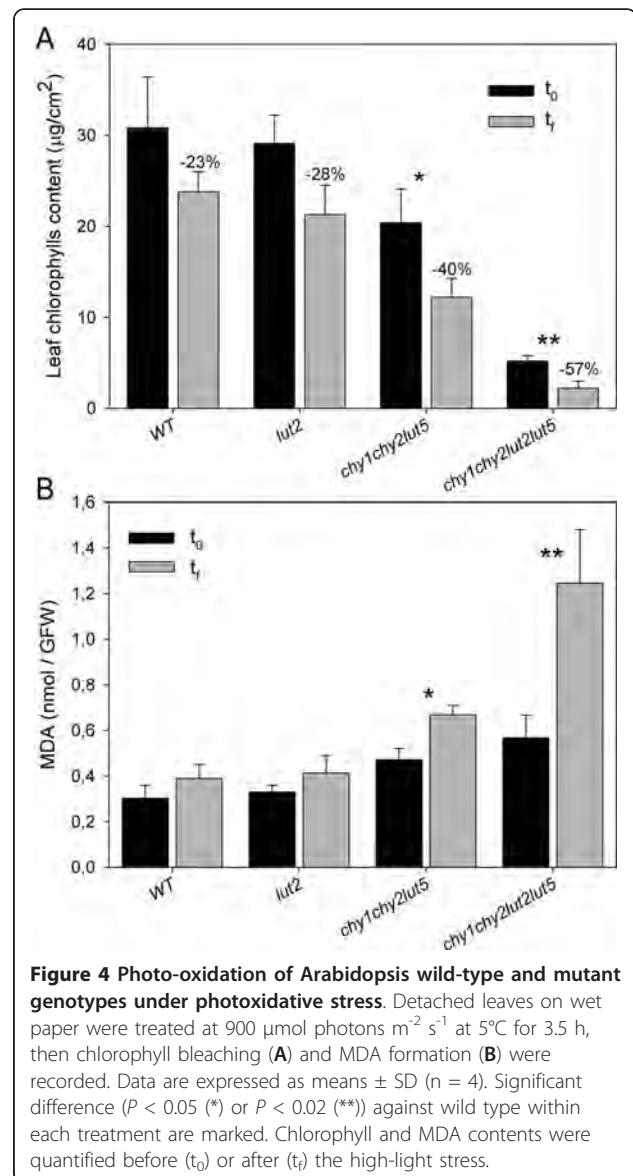 A
40
30
20
10
0
Leaf chlorophylls content (µg/cm²)
t₀
t_f
-23%
-28%
*
-40%
**
-57%
WT
lut2
chy1chy2lut5
chy1chy2lut2lut5
B
1,6
1,4
1,2
1,0
0,8
0,6
0,4
0,2
0,0
MDA (nmol / GFW)
t₀
t_f
*
**
WT
lut2
chy1chy2lut5
chy1chy2lut2lut5
Figure 4 Photo-oxidation of Arabidopsis wild-type and mutant
genotypes under photoxidative stress. Detached leaves on wet
paper were treated at 900 µmol photons m⁻² s⁻¹ at 5°C for 3.5 h,
then chlorophyll bleaching (A) and MDA formation (B) were
recorded. Data are expressed as means ± SD (n = 4). Significant
difference (P < 0.05 (*) or P < 0.02 (**)) against wild type within
each treatment are marked. Chlorophyll and MDA contents were
quantified before (t₀) or after (t_f) the high-light stress.